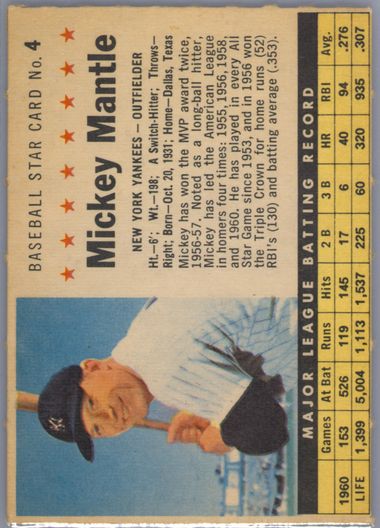 BASEBALL STAR CARD No. 4
Mickey Mantle
NEW YORK YANKEES — OUTFIELDER
Ht.–6'; Wt.–198; A Switch-Hitter; Throws–
Right; Born–Oct. 20, 1931; Home–Dallas, Texas
Mickey has won the MVP award twice,
1956-57. Noted as a long-ball hitter,
Mickey has led the American League
in homers four times: 1955, 1956, 1958,
and 1960. He has played in every All
Star Game since 1953, and in 1956 won
the Triple Crown for home runs (52)
RBI's (130) and batting average (.353).
NY
MAJOR LEAGUE BATTING RECORD
Games At Bat Runs Hits 2 B 3 B HR RBI Avg.
1960 153 526 119 145 17 6 40 94 .276
LIFE 1,399 5,004 1,113 1,537 225 60 320 935 .307